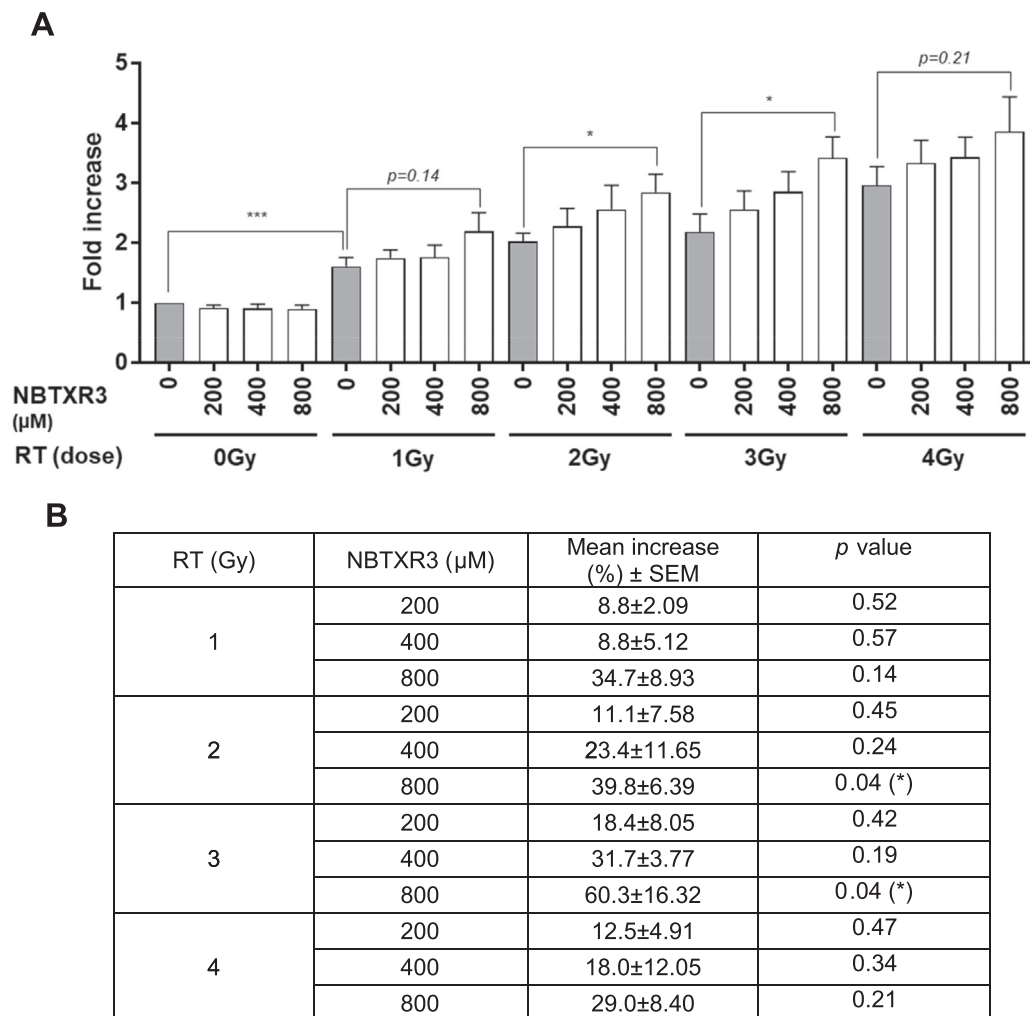 A
5
4
3
2
1
0
Fold increase
***
p=0.14
*
*
p=0.21
NBTXR3
(µM)
0 200 400 800 0 200 400 800 0 200 400 800 0 200 400 800 0 200 400 800
RT (dose) 0Gy 1Gy 2Gy 3Gy 4Gy
B
RT (Gy) NBTXR3 (µM) Mean increase (%) ± SEM p value
1 200 8.8±2.09 0.52
400 8.8±5.12 0.57
800 34.7±8.93 0.14
2 200 11.1±7.58 0.45
400 23.4±11.65 0.24
800 39.8±6.39 0.04 (*)
3 200 18.4±8.05 0.42
400 31.7±3.77 0.19
800 60.3±16.32 0.04 (*)
4 200 12.5±4.91 0.47
400 18.0±12.05 0.34
800 29.0±8.40 0.21